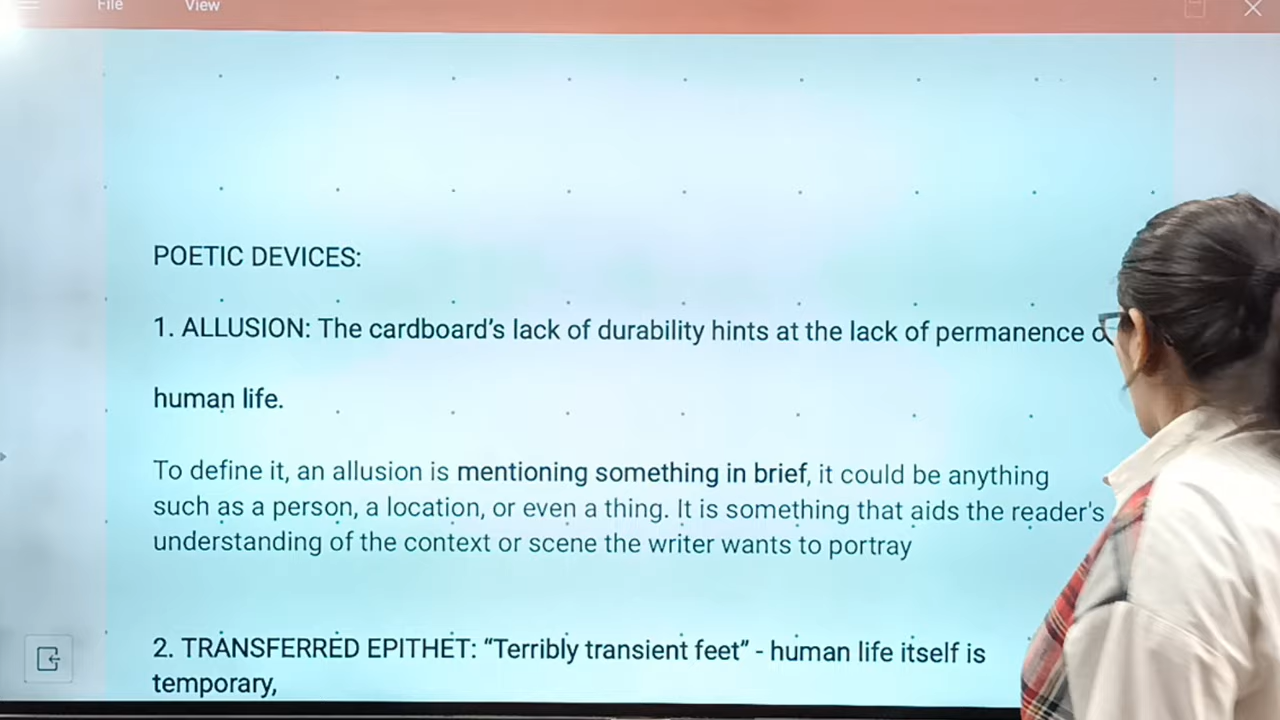 File View
POETIC DEVICES:
1. ALLUSION: The cardboard's lack of durability hints at the lack of permanence
human life.
To define it, an allusion is mentioning something in brief, it could be anything
such as a person, a location, or even a thing. It is something that aids the reader's
understanding of the context or scene the writer wants to portray
2. TRANSFERRED EPITHET: “Terribly transient feet” - human life itself is
temporary,